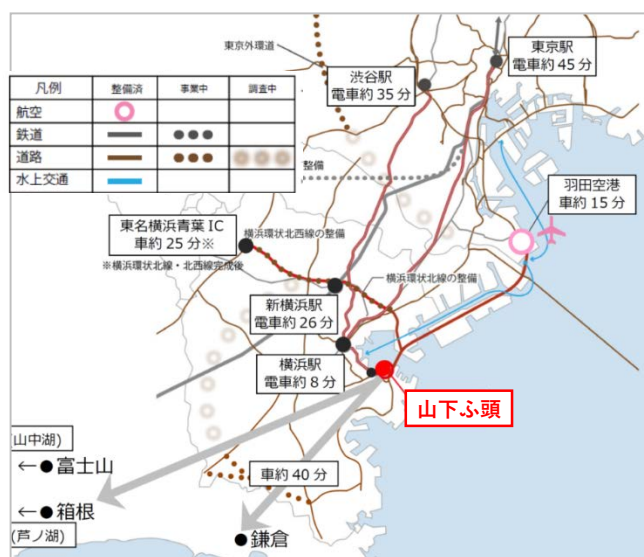 東京外環道
東京駅
電車約 45 分
渋谷駅
電車約 35 分
凡例
整備済
事業中
調査中
航空
鉄道
道路
水上交通
整備
羽田空港
車約 15 分
東名横浜青葉 IC
車約 25 分※
横浜環状北西線の整備
※横浜環状北線・北西線完成後
横浜環状北線の整備
新横浜駅
電車約 26 分
横浜駅
電車約 8 分
山下ふ頭
(山中湖)
←●富士山
車約 40 分
←●箱根
(芦ノ湖)
●鎌倉